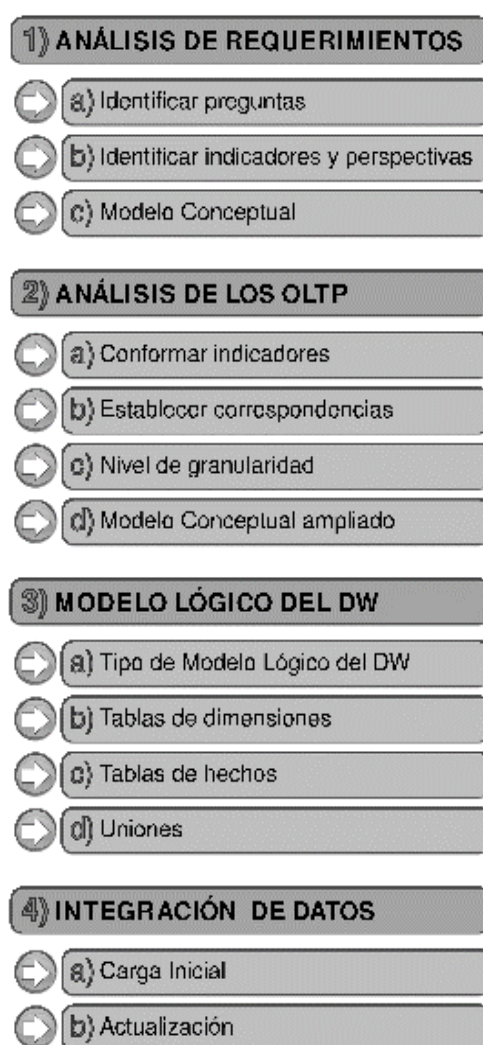 1) ANÁLISIS DE REQUERIMIENTOS
a) Identificar preguntas
b) Identificar indicadores y perspectivas
c) Modelo Conceptual
2) ANÁLISIS DE LOS OLTP
a) Conformar indicadores
b) Establecer correspondencias
c) Nivel de granularidad
d) Modelo Conceptual ampliado
3) MODELO LÓGICO DEL DW
a) Tipo de Modelo Lógico del DW
b) Tablas de dimensiones
c) Tablas de hechos
d) Uniones
4) INTEGRACIÓN DE DATOS
a) Carga Inicial
b) Actualización